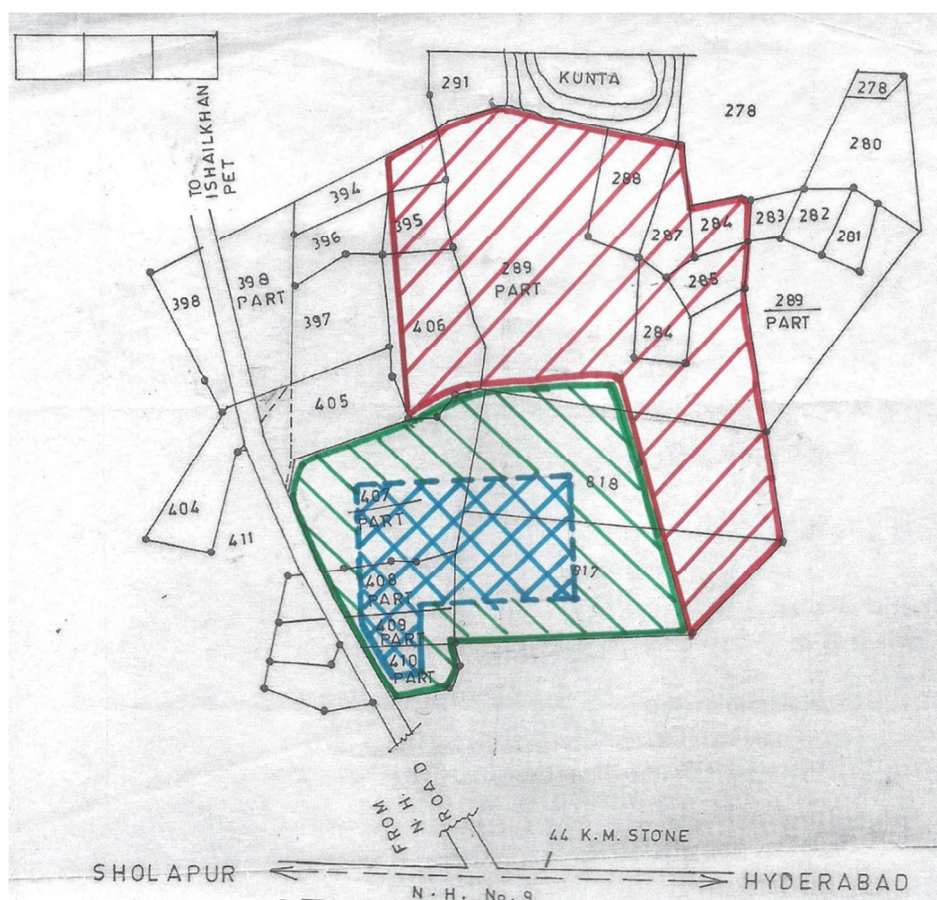 KUNTA
291
278
278
280
TO
ISHAILKHAN
PET
394
288
395
396
284
283
282
281
287
398
398
PART
289
PART
285
289
PART
397
406
284
405
407
PART
818
404
411
408
PART
917
409
PART
410
PART
FROM
N.H.
ROAD
44 K.M. STONE
SHOLAPUR
HYDERABAD
N.H. No. 9